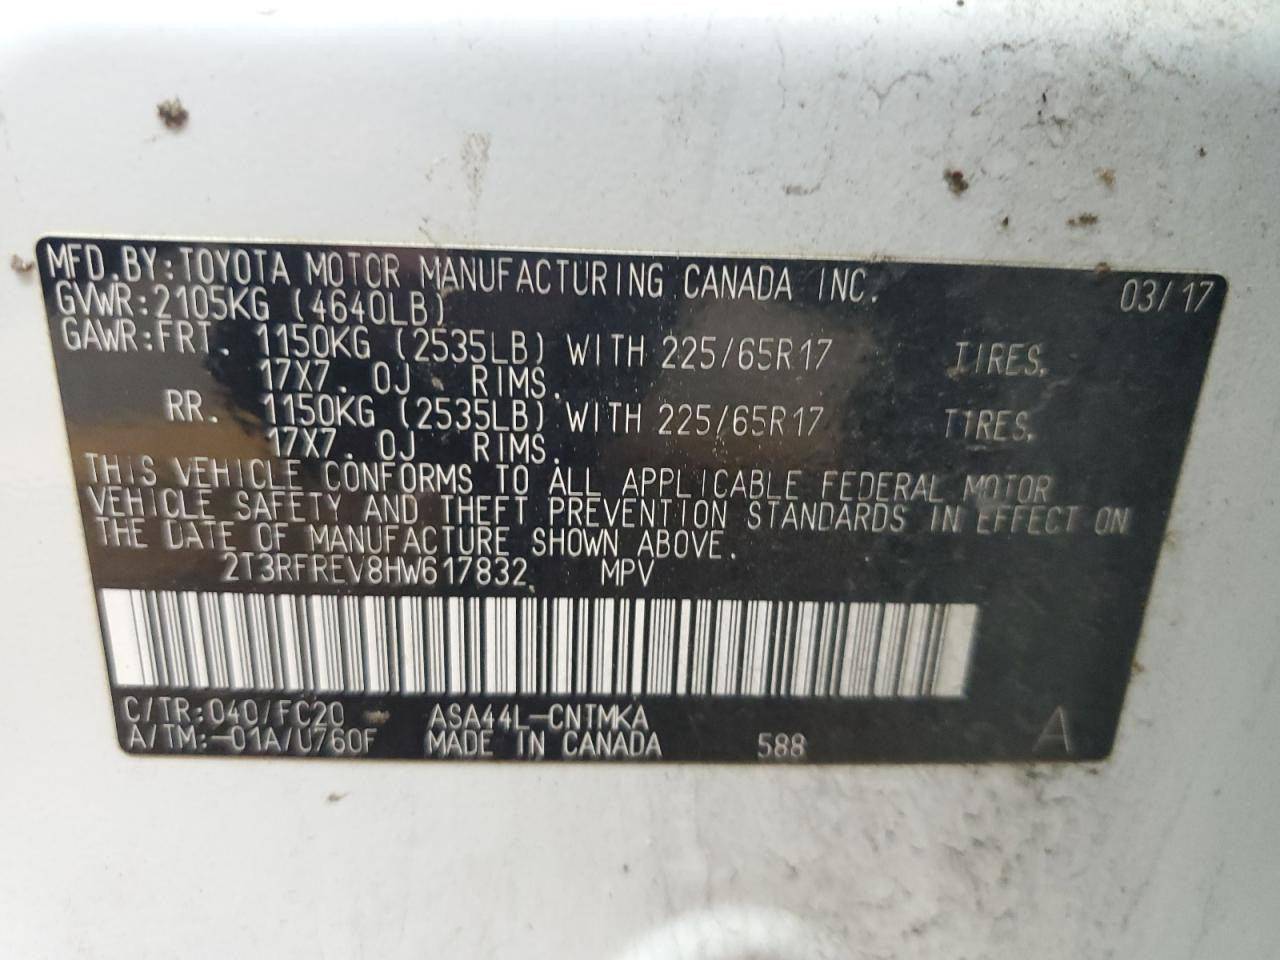 MFD.BY:TOYOTA MOTOR MANUFACTURING CANADA INC. 03/17
GVWR:2105KG (4640LB)
GAWR:FRT. 1150KG (2535LB) WITH 225/65R17 TIRES.
17X7.0J RIMS.
RR. 1150KG (2535LB) WITH 225/65R17 TIRES.
17X7.0J RIMS.
THIS VEHICLE CONFORMS TO ALL APPLICABLE FEDERAL MOTOR
VEHICLE SAFETY AND THEFT PREVENTION STANDARDS IN EFFECT ON
THE DATE OF MANUFACTURE SHOWN ABOVE.
2T3RFREV8HW617832 MPV
C/TR:040/FC20 ASA44L-CNTMKA
A/TM:-01A/U760F MADE IN CANADA 588 A